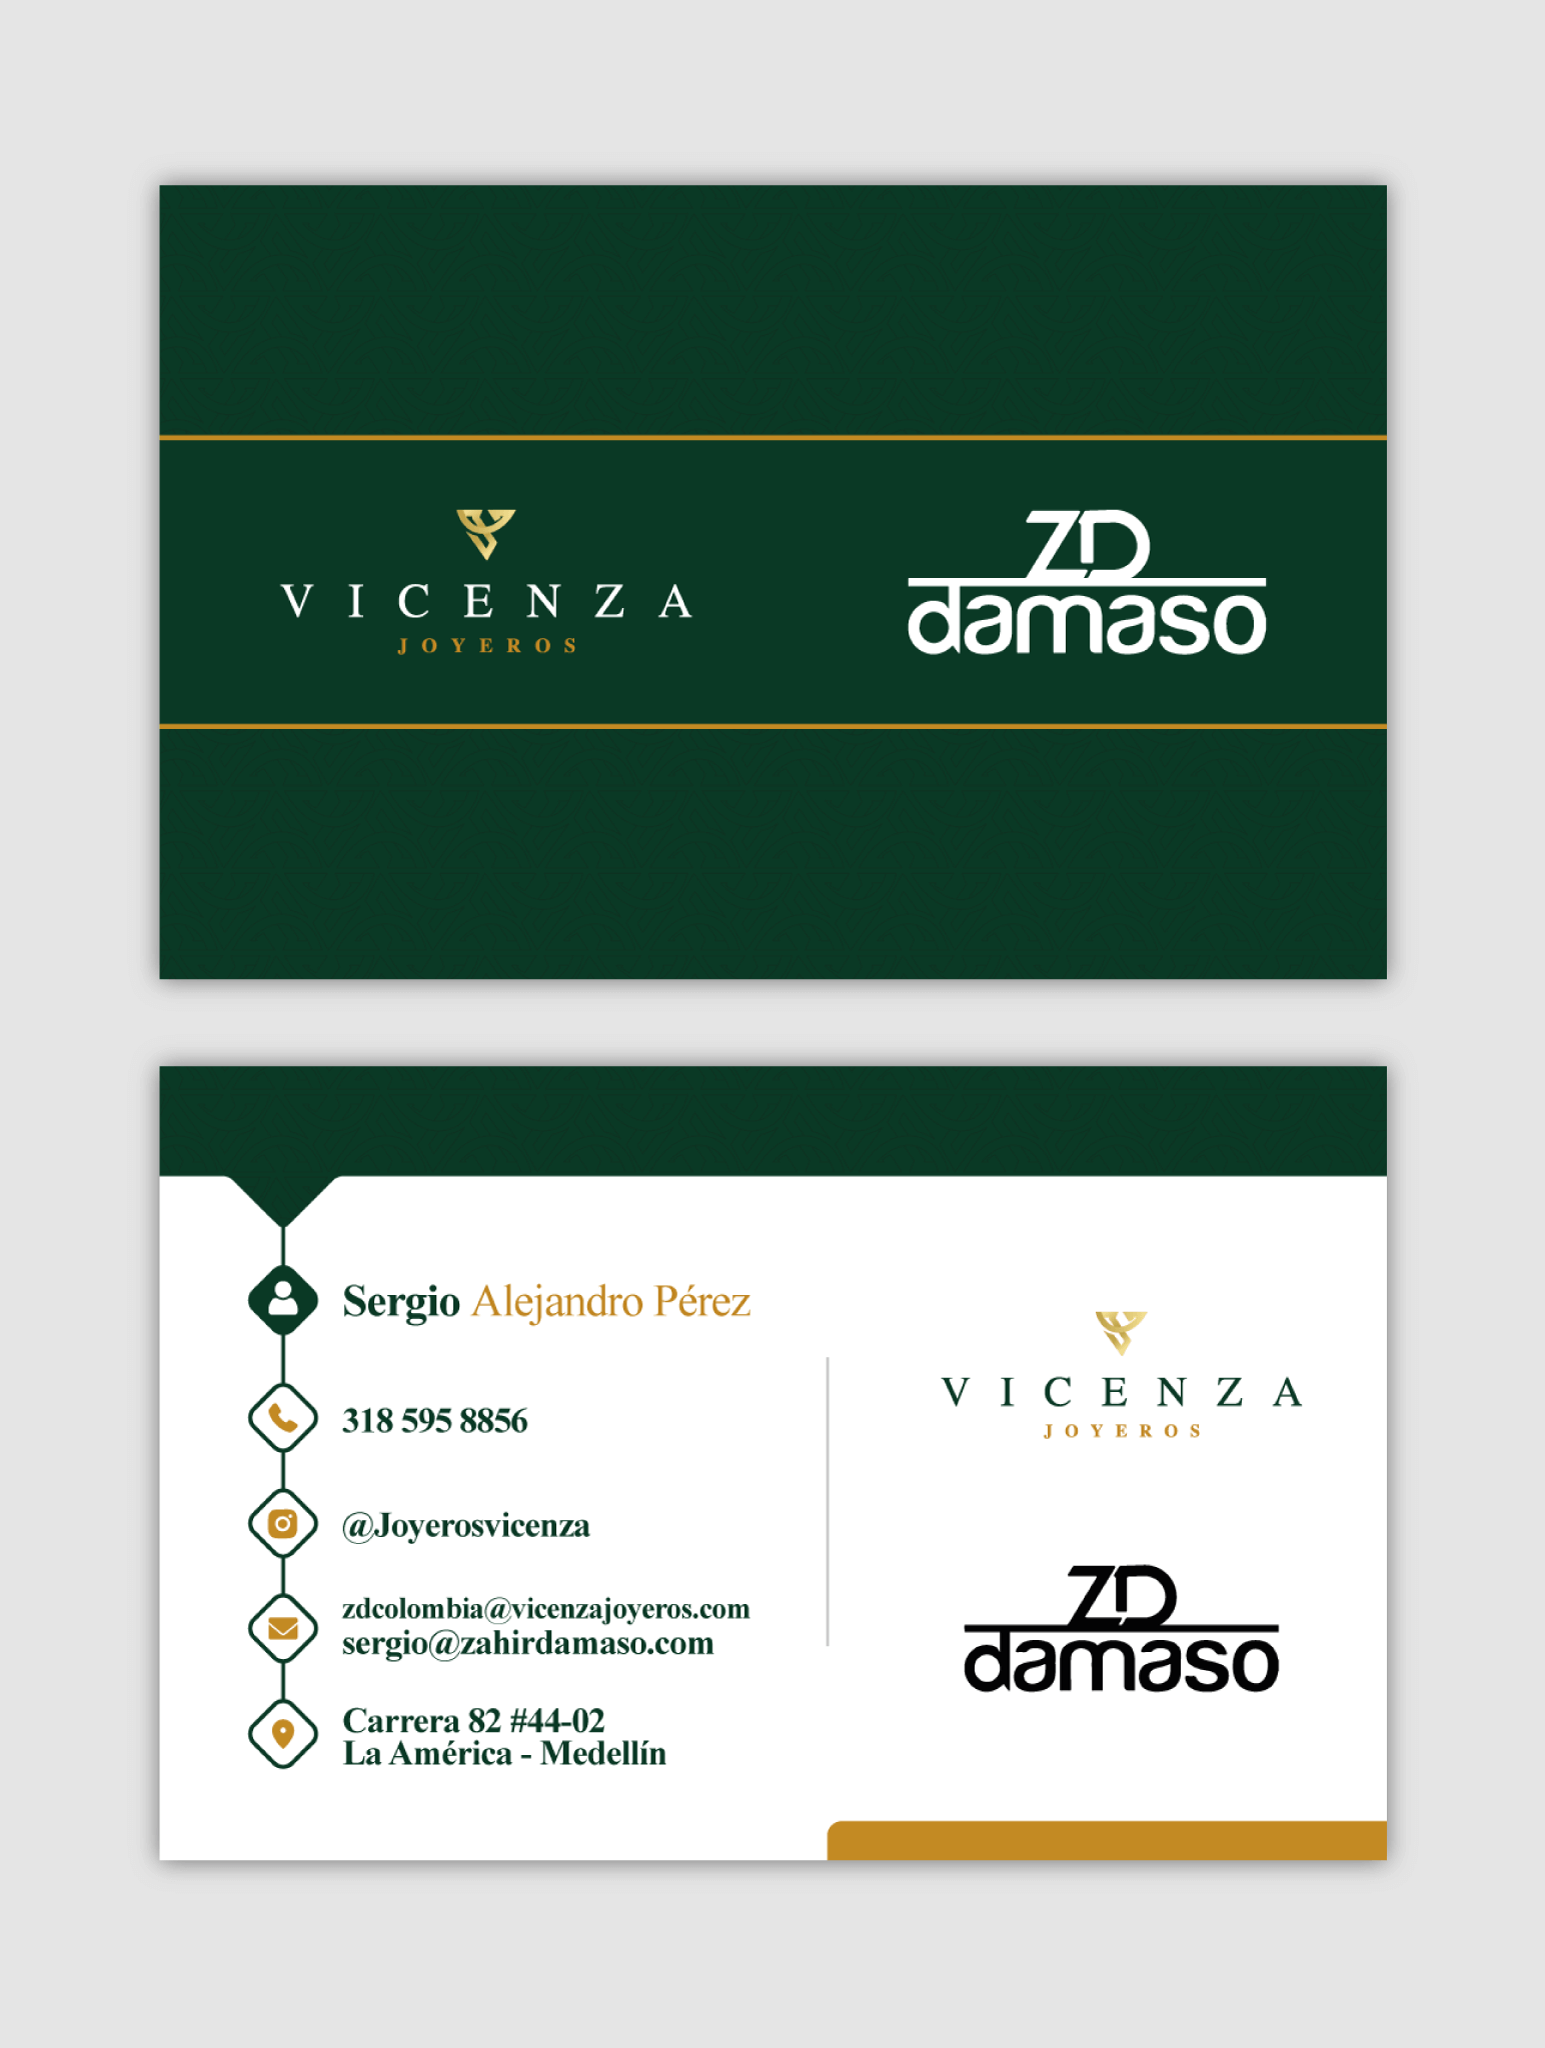 VICENZA
JOYEROS
ZD
damaso
Sergio Alejandro Pérez
318 595 8856
@Joyerosvicenza
zdcolombia@vicenzajoyeros.com
sergio@zahirdamaso.com
Carrera 82 #44-02
La América - Medellín
VICENZA
JOYEROS
ZD
damaso